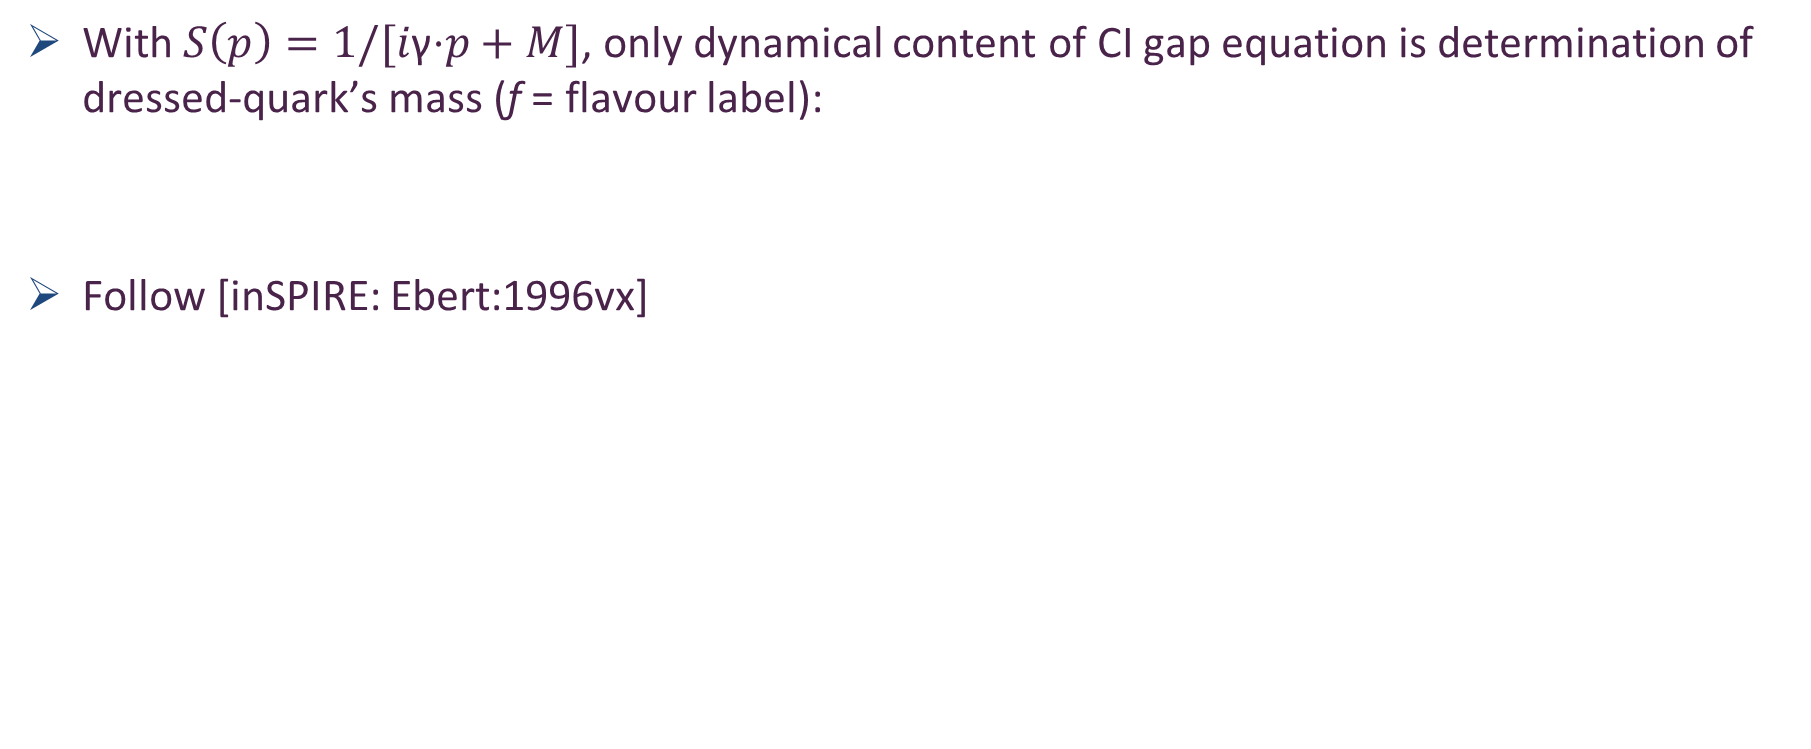 ➢ With 𝑆(𝑝) = 1/[𝑖γ·𝑝 + 𝑀], only dynamical content of CI gap equation is determination of
dressed-quark’s mass (f = flavour label):
➢ Follow [inSPIRE: Ebert:1996vx]